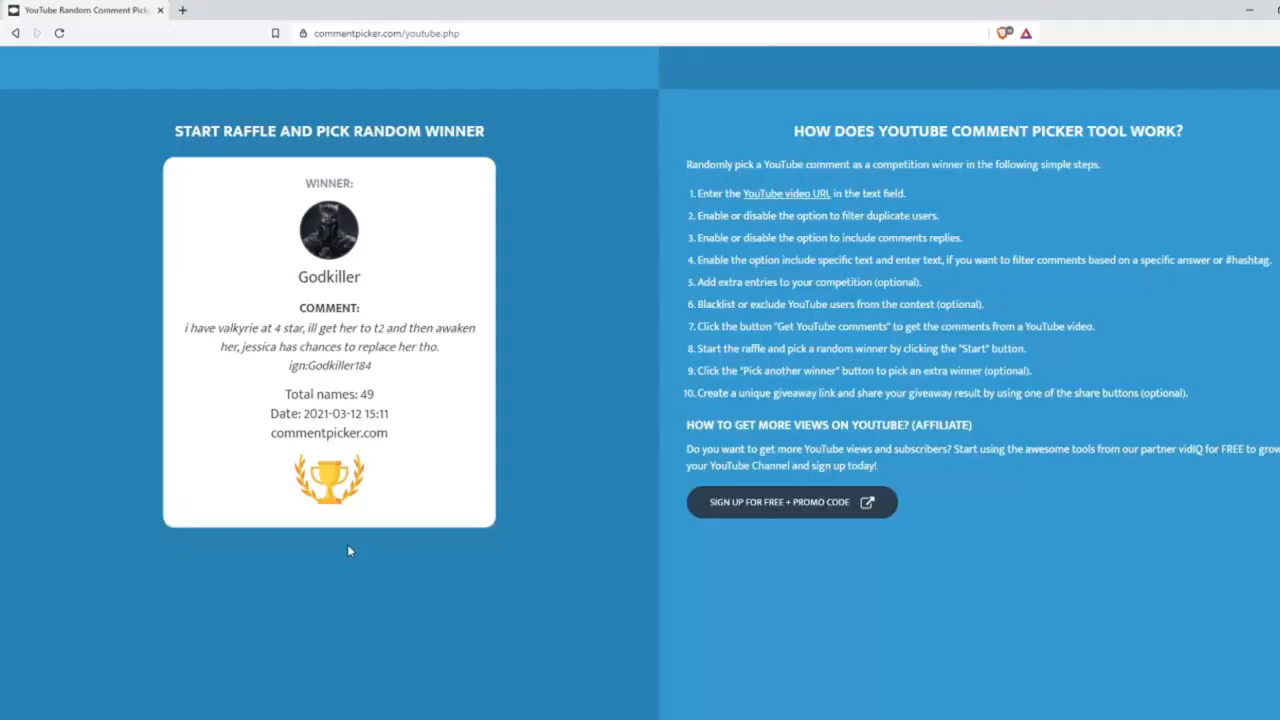 YouTube Random Comment Pick
commentpicker.com/youtube.php
START RAFFLE AND PICK RANDOM WINNER
WINNER:
Godkiller
COMMENT:
i have valkyrie at 4 star, ill get her to t2 and then awaken
her, jessica has chances to replace her tho.
ign:Godkiller184
Total names: 49
Date: 2021-03-12 15:11
commentpicker.com
HOW DOES YOUTUBE COMMENT PICKER TOOL WORK?
Randomly pick a YouTube comment as a competition winner in the following simple steps.
1. Enter the YouTube video URL in the text field.
2. Enable or disable the option to filter duplicate users.
3. Enable or disable the option to include comments replies.
4. Enable the option include specific text and enter text, if you want to filter comments based on a specific answer or #hashtag.
5. Add extra entries to your competition (optional).
6. Blacklist or exclude YouTube users from the contest (optional).
7. Click the button "Get YouTube comments" to get the comments from a YouTube video.
8. Start the raffle and pick a random winner by clicking the "Start" button.
9. Click the "Pick another winner" button to pick an extra winner (optional).
10. Create a unique giveaway link and share your giveaway result by using one of the share buttons (optional).
HOW TO GET MORE VIEWS ON YOUTUBE? (AFFILIATE)
Do you want to get more YouTube views and subscribers? Start using the awesome tools from our partner vidIQ for FREE to grow
your YouTube Channel and sign up today!
SIGN UP FOR FREE + PROMO CODE